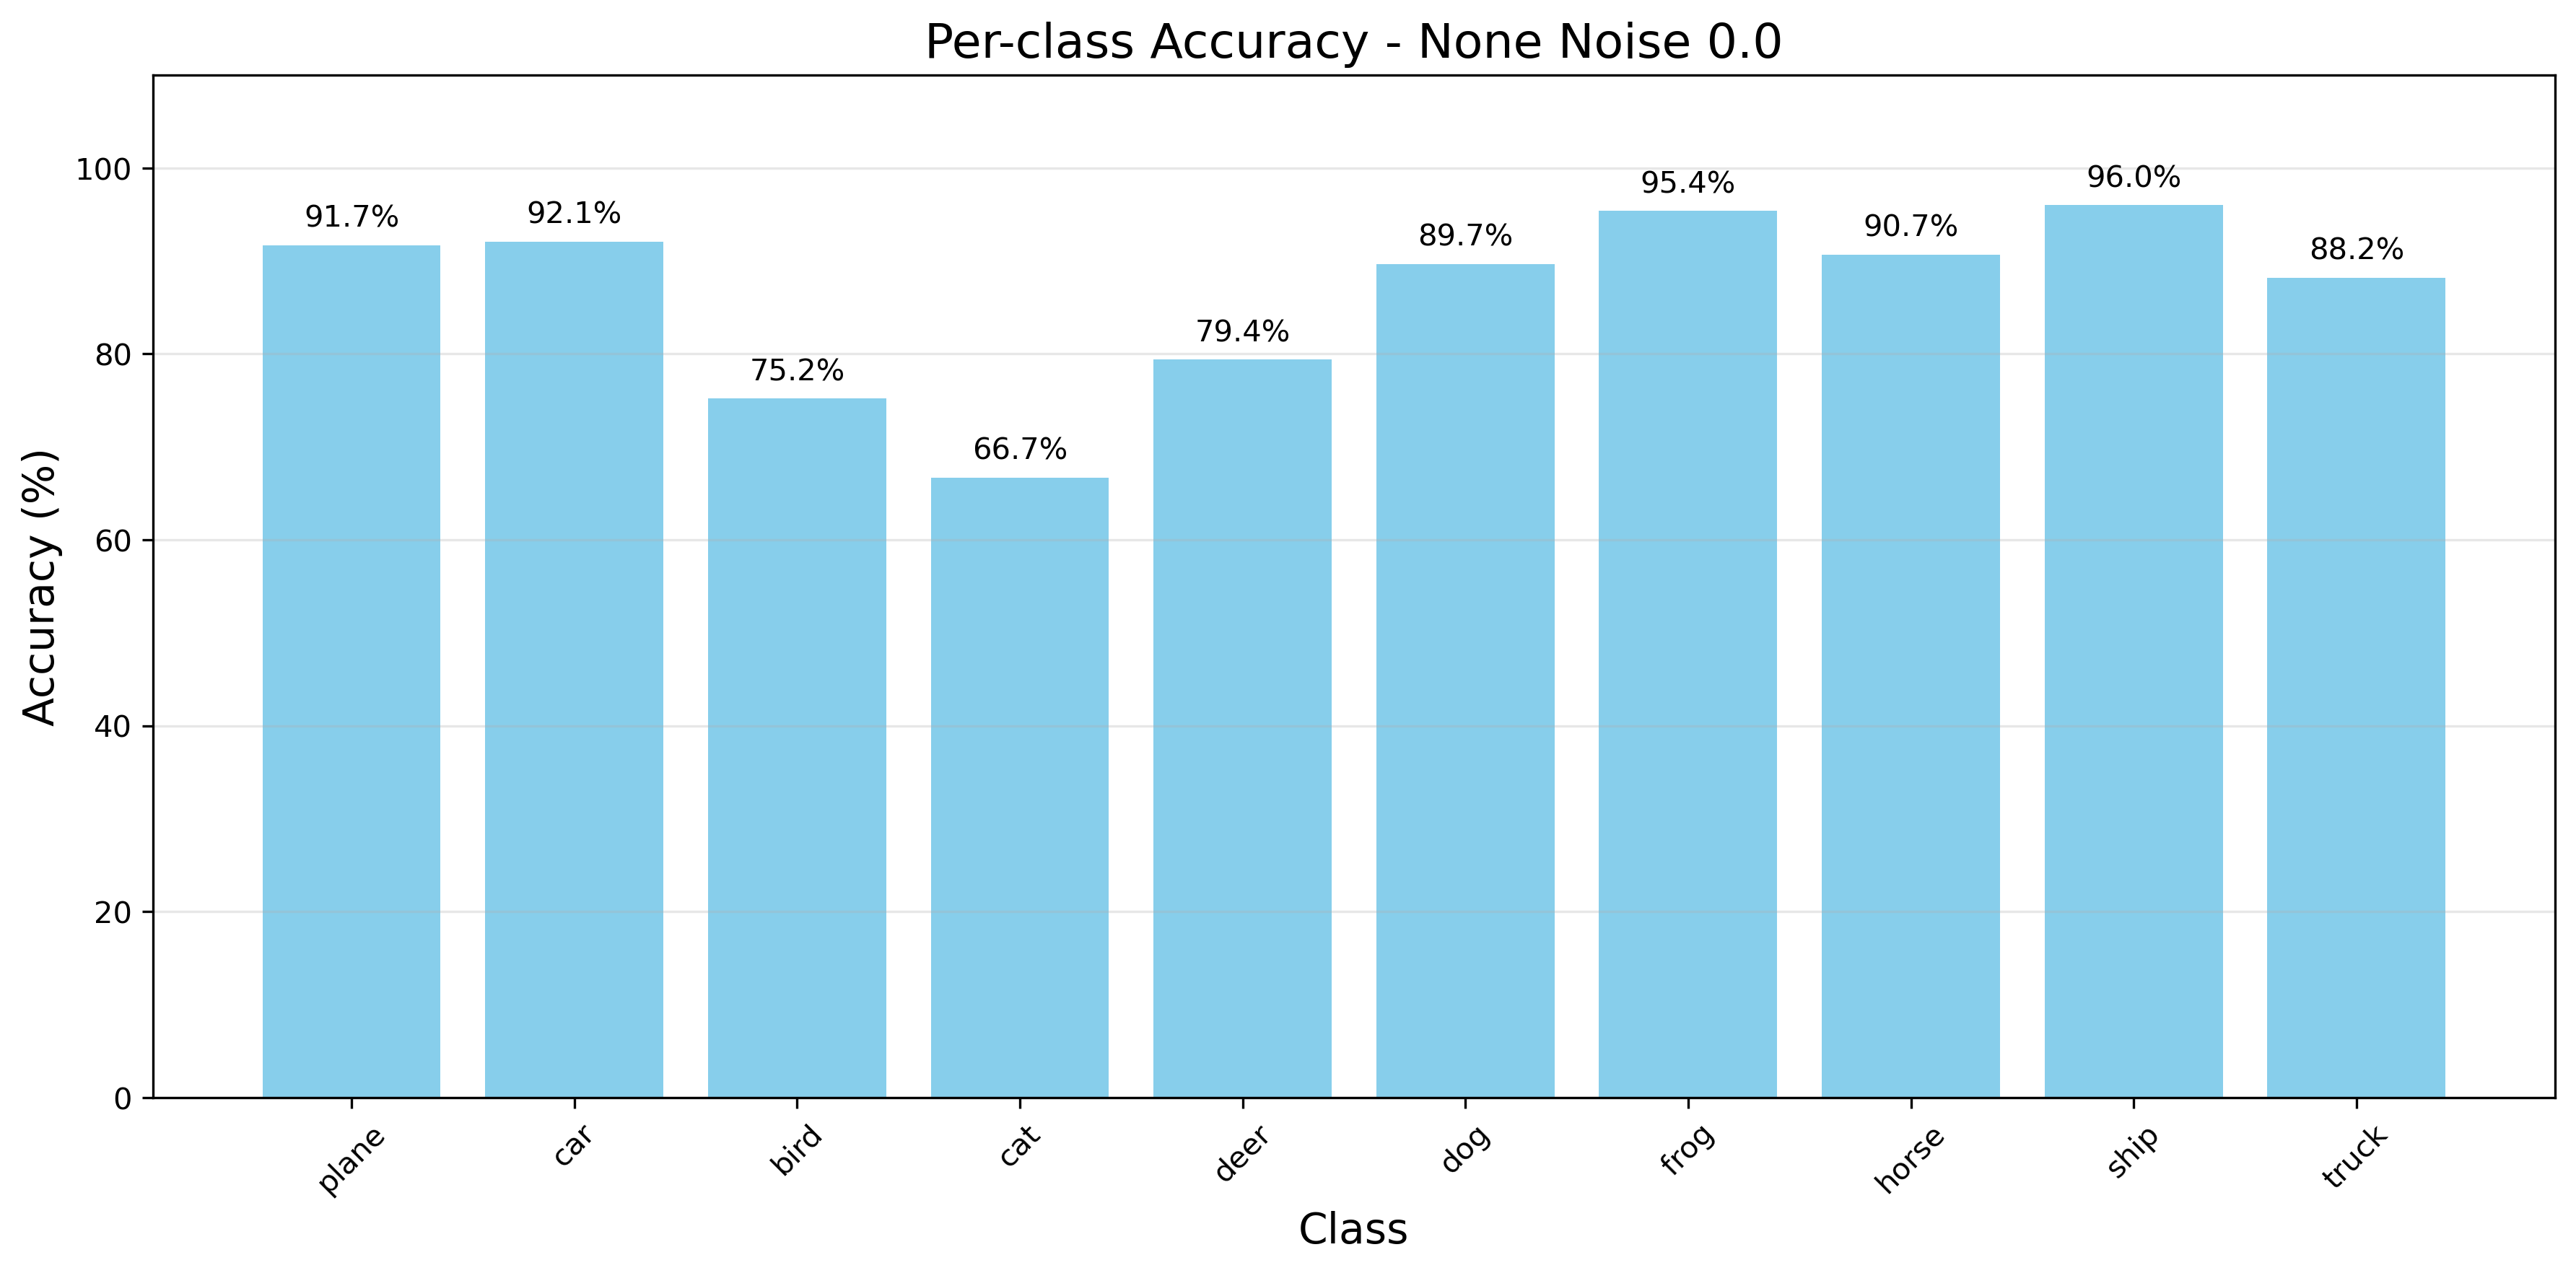 Per-class Accuracy - None Noise 0.0
Accuracy (%)
100
80
60
40
20
0
91.7%
92.1%
75.2%
66.7%
79.4%
89.7%
95.4%
90.7%
96.0%
88.2%
plane
car
bird
cat
deer
dog
frog
horse
ship
truck
Class